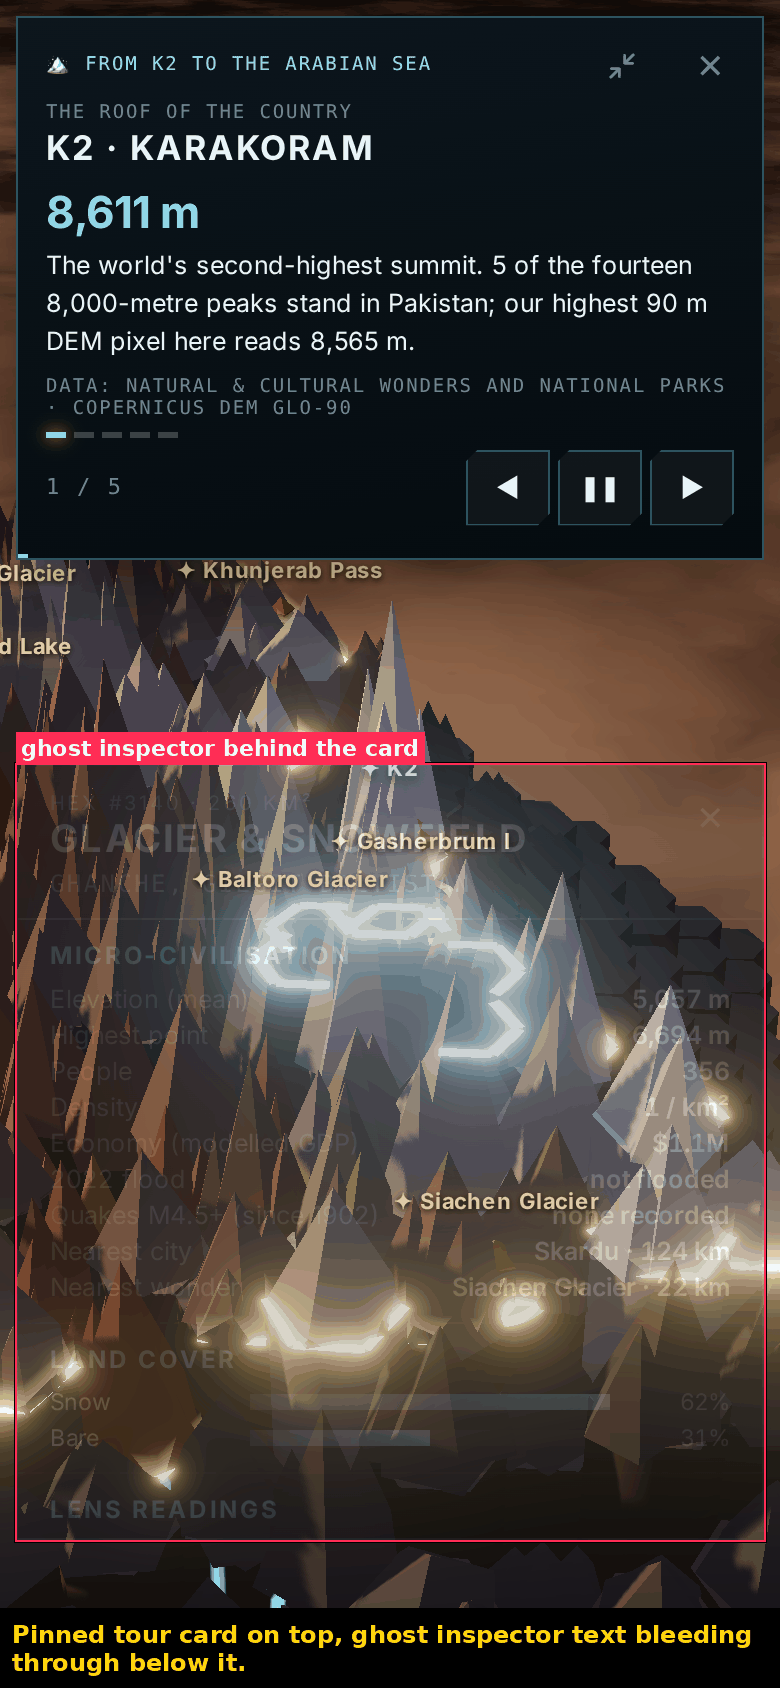 FROM K2 TO THE ARABIAN SEA
THE ROOF OF THE COUNTRY
K2 · KARAKORAM
8,611 m
The world's second-highest summit. 5 of the fourteen
8,000-metre peaks stand in Pakistan; our highest 90 m
DEM pixel here reads 8,565 m.
DATA: NATURAL & CULTURAL WONDERS AND NATIONAL PARKS
· COPERNICUS DEM GLO-90
1 / 5
Glacier
Khunjerab Pass
d Lake
ghost inspector behind the card
K2
HEX KM²
GLACIER & SNOWFIELD
Gasherbrum I
GHANCHE,
Baltoro Glacier
MICRO-CIVILISATION
Elevation (mean) 5,057 m
Highest point 6,694 m
People 356
Density 1 / km²
Economy (modelled GDP) $1.1M
2022 flood not flooded
Siachen Glacier
Quakes M4.5+ (since 1902) none recorded
Nearest city Skardu · 124 km
Nearest wonder Siachen Glacier · 22 km
LAND COVER
Snow 62%
Bare 31%
LENS READINGS
Pinned tour card on top, ghost inspector text bleeding
through below it.